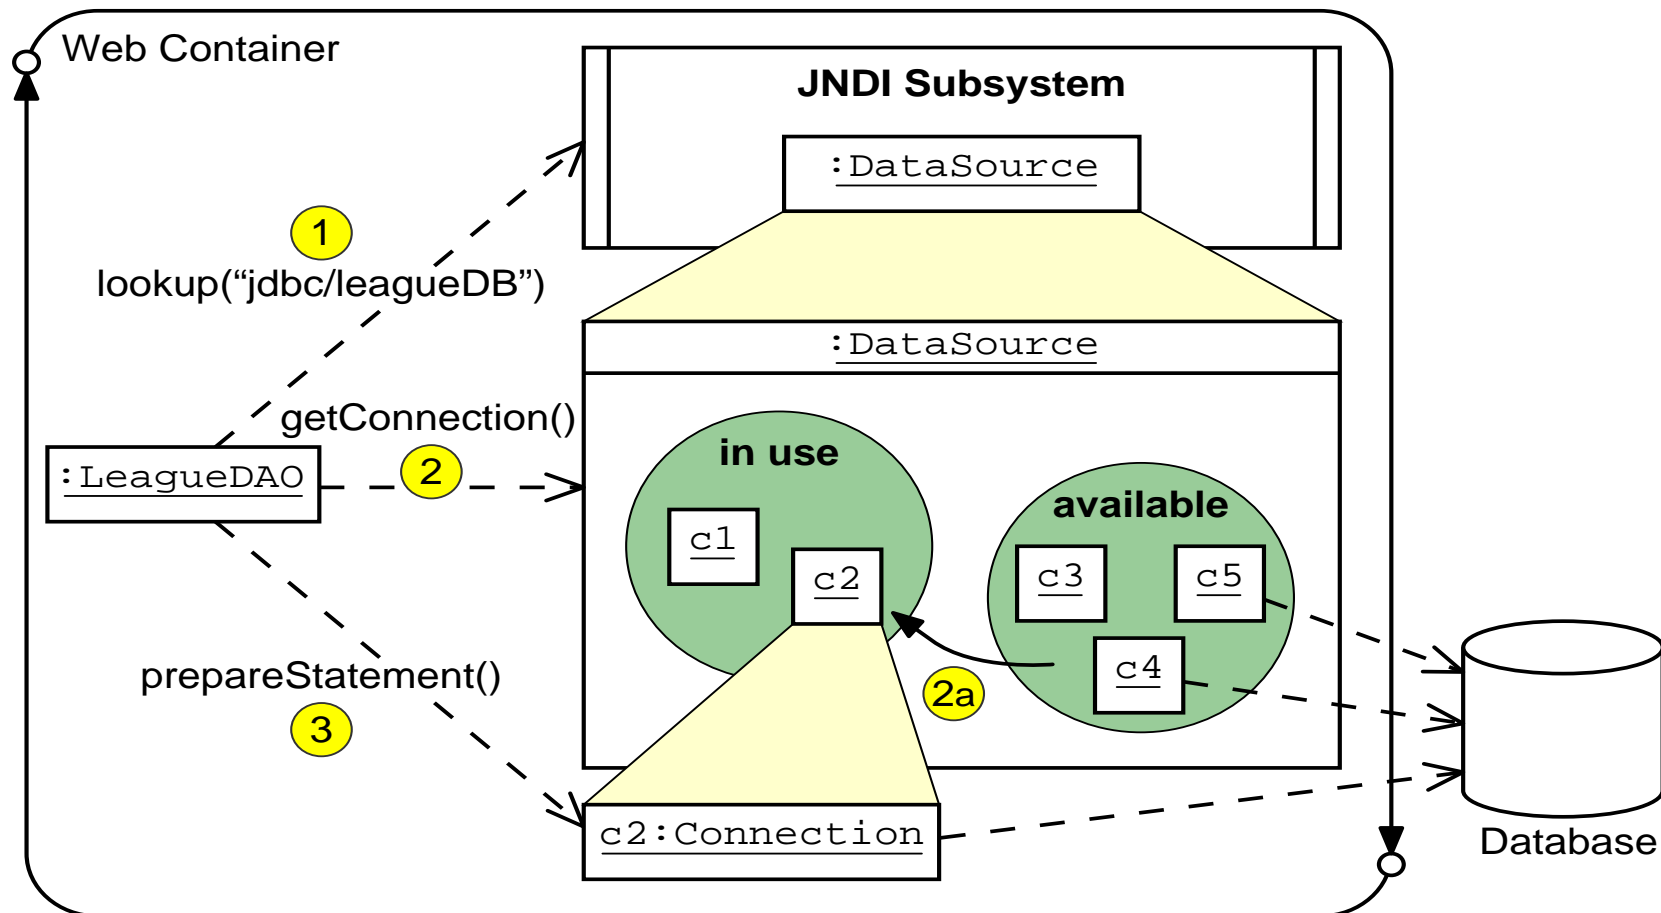 Web Container
JNDI Subsystem
:DataSource
1
lookup(“jdbc/leagueDB”)
:DataSource
getConnection()
2
:LeagueDAO
in use
c1
c2
available
c3
c5
c4
2a
prepareStatement()
3
c2:Connection
Database